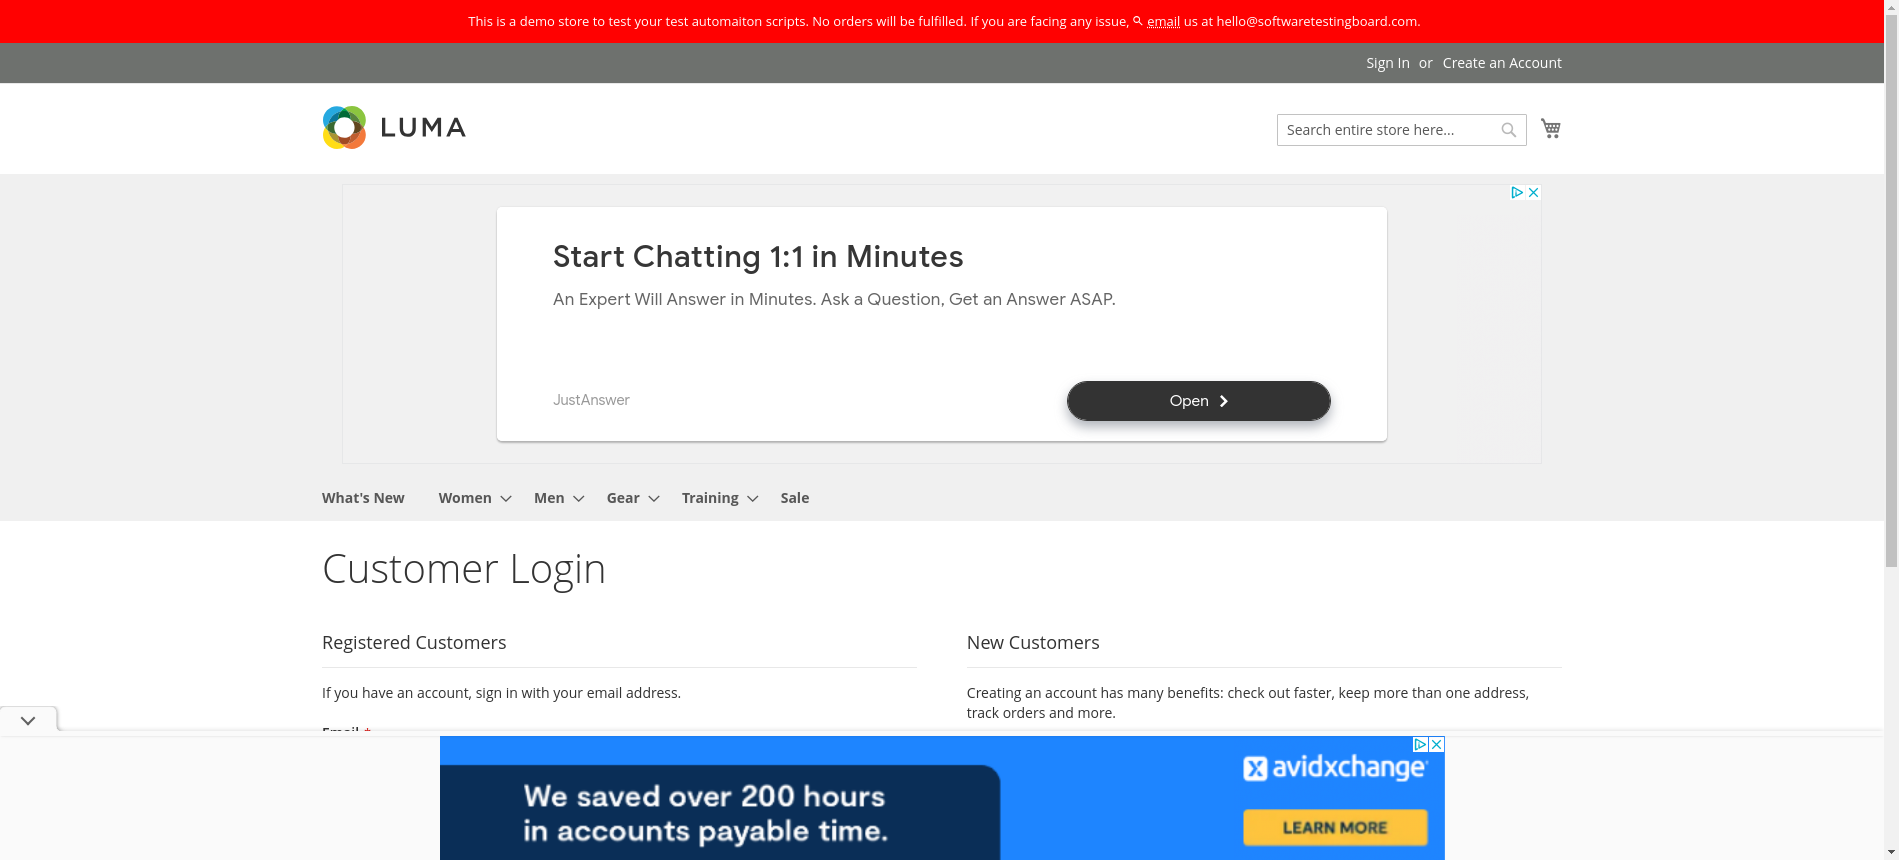 This is a demo store to test your test automaiton scripts. No orders will be fulfilled. If you are facing any issue, email us at hello@softwaretestingboard.com.
Sign In or Create an Account
LUMA
Search entire store here...
Start Chatting 1:1 in Minutes
An Expert Will Answer in Minutes. Ask a Question, Get an Answer ASAP.
JustAnswer
Open
What's New Women Men Gear Training Sale
Customer Login
Registered Customers
If you have an account, sign in with your email address.
Email *
New Customers
Creating an account has many benefits: check out faster, keep more than one address,
track orders and more.
avidxchange
We saved over 200 hours
in accounts payable time.
LEARN MORE